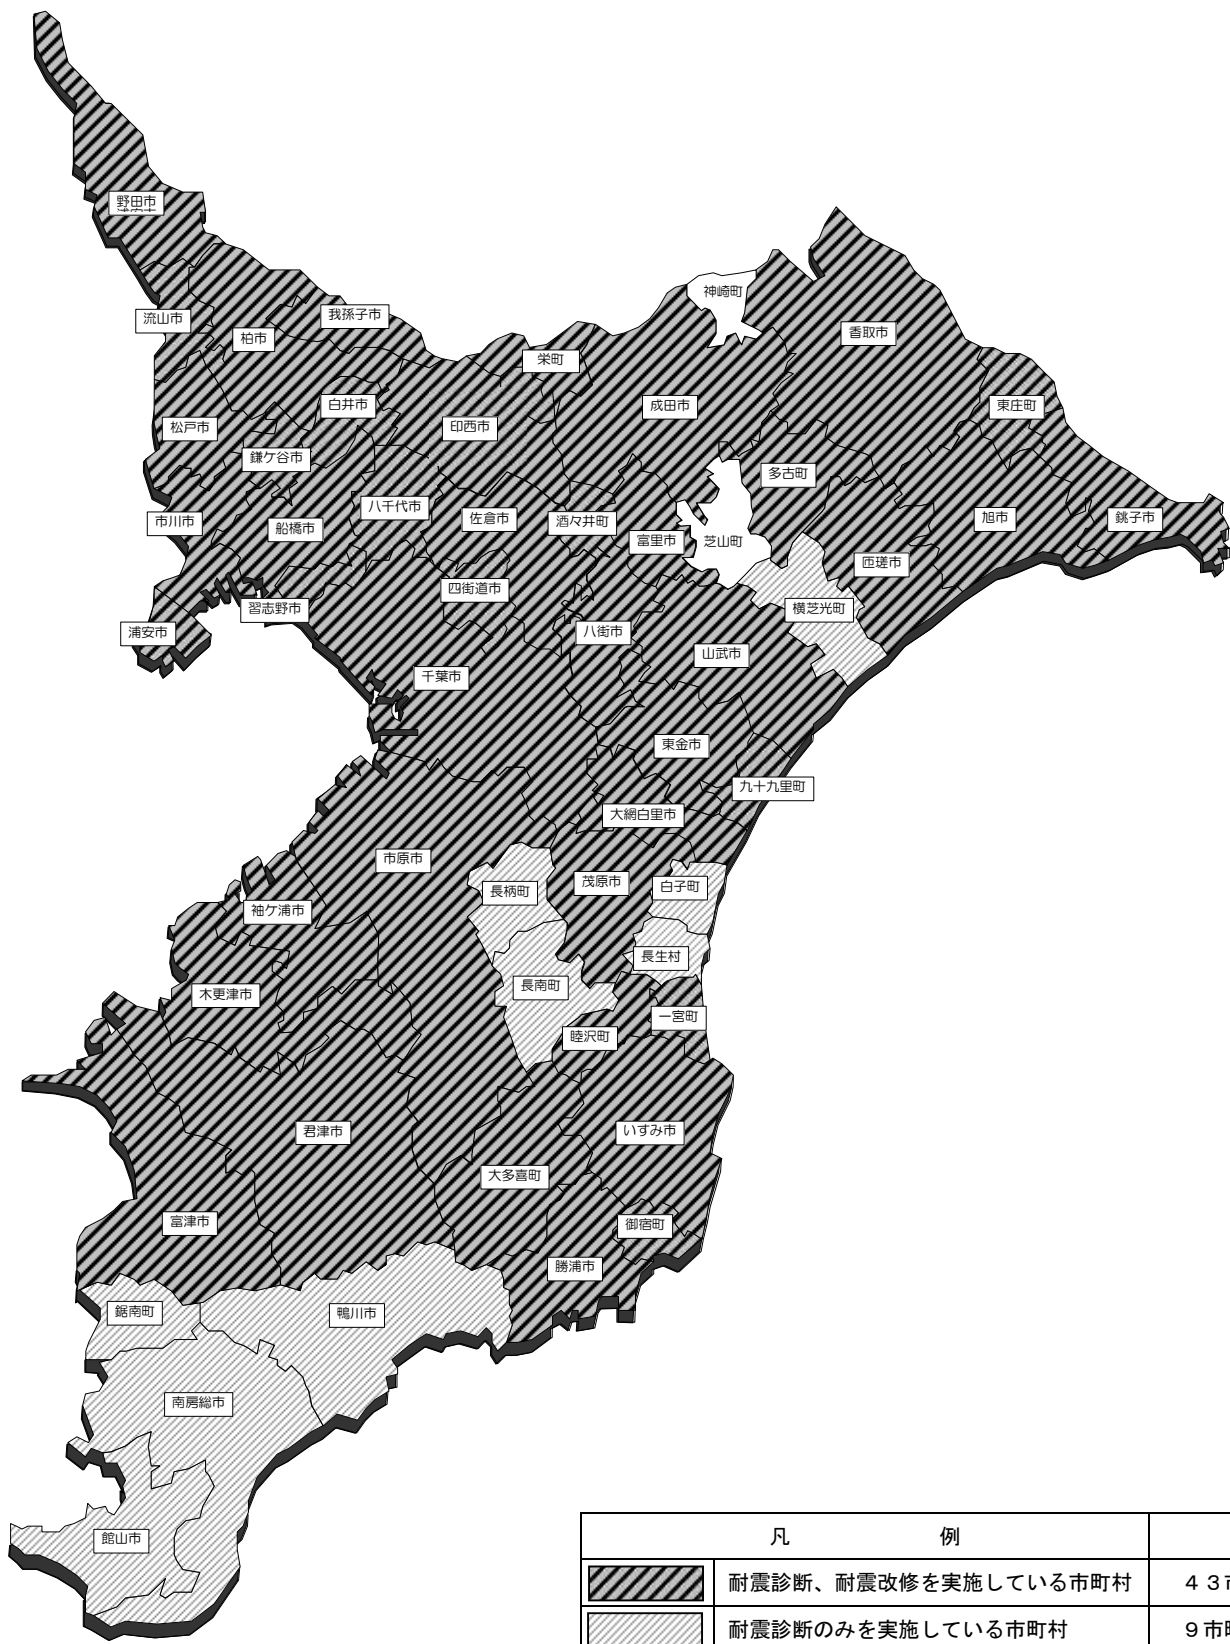 野田市
神崎町
流山市
我孫子市
柏市
香取市
栄町
白井市
成田市
東庄町
松戸市
印西市
鎌ケ谷市
多古町
市川市
船橋市
八千代市
佐倉市
酒々井町
富里市
芝山町
旭市
銚子市
匝瑳市
四街道市
習志野市
横芝光町
浦安市
八街市
山武市
千葉市
東金市
九十九里町
大網白里市
市原市
長柄町
茂原市
白子町
袖ケ浦市
長生村
木更津市
長南町
一宮町
睦沢町
君津市
いすみ市
大多喜町
富津市
御宿町
勝浦市
鋸南町
鴨川市
南房総市
館山市
凡 例
耐震診断、耐震改修を実施している市町村 ４３市
耐震診断のみを実施している市町村 ９市町